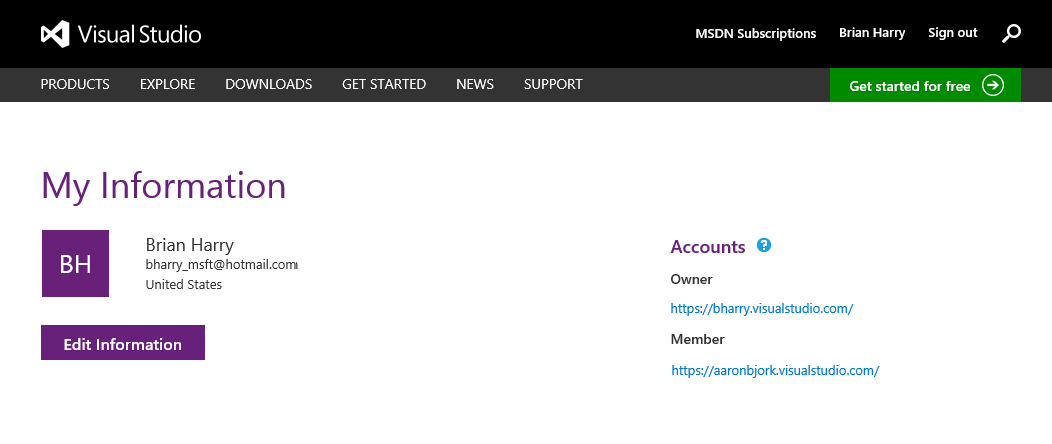 Visual Studio
MSDN Subscriptions Brian Harry Sign out
PRODUCTS EXPLORE DOWNLOADS GET STARTED NEWS SUPPORT
Get started for free
My Information
BH
Brian Harry
bharry_msft@hotmail.com
United States
Edit Information
Accounts ?
Owner
https://bharry.visualstudio.com/
Member
https://aaronbjork.visualstudio.com/